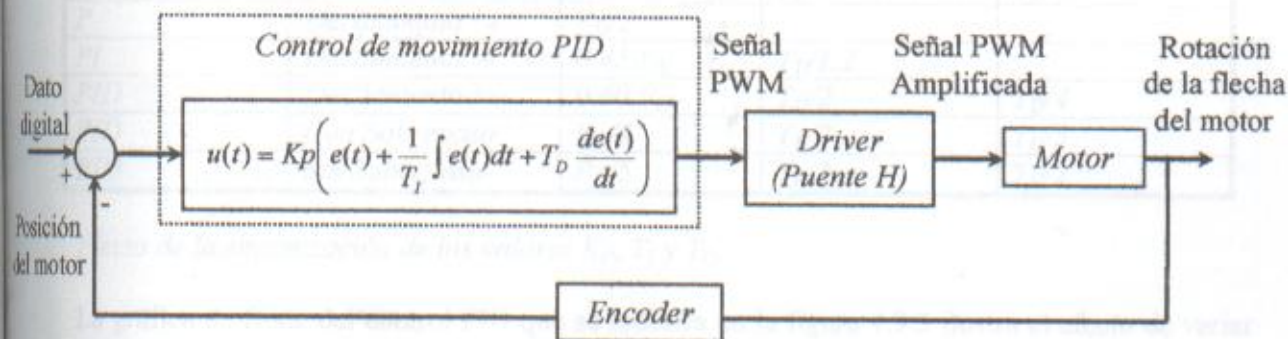 Control de movimiento PID
Señal
PWM
Señal PWM
Amplificada
Rotación
de la flecha
del motor
Dato
digital
+
-
u(t) = Kp( e(t) + 1/T_I ∫ e(t)dt + T_D de(t)/dt )
Driver
(Puente H)
Motor
Posición
del motor
Encoder